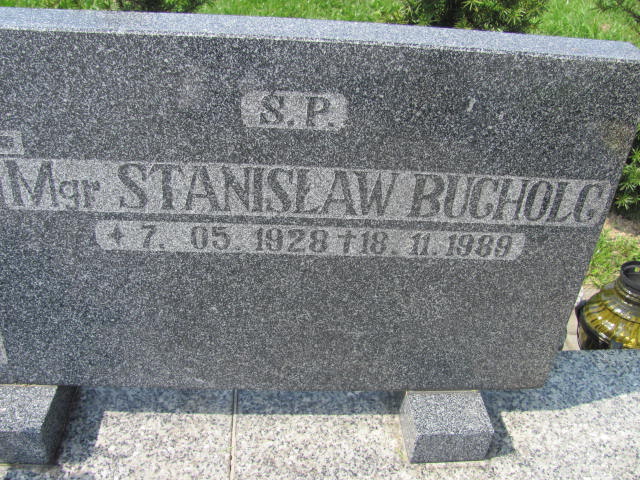 Ś.P.
Mgr STANISŁAW BUCHOLC
+ 7. 05. 1928 † 18. 11. 1989